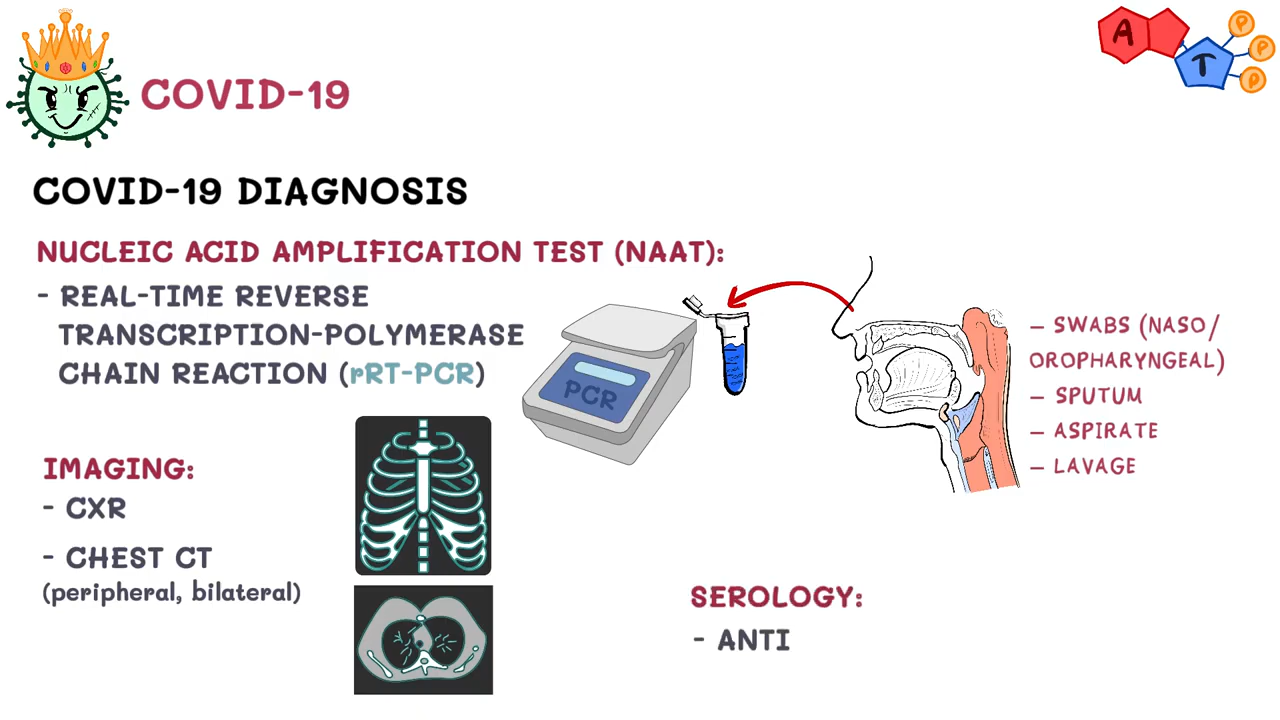 COVID-19
A T P P P
COVID-19 DIAGNOSIS
NUCLEIC ACID AMPLIFICATION TEST (NAAT):
- REAL-TIME REVERSE
TRANSCRIPTION-POLYMERASE
CHAIN REACTION (rRT-PCR)
PCR
– SWABS (NASO/
OROPHARYNGEAL)
– SPUTUM
– ASPIRATE
– LAVAGE
IMAGING:
- CXR
- CHEST CT
(peripheral, bilateral)
SEROLOGY:
- ANTI